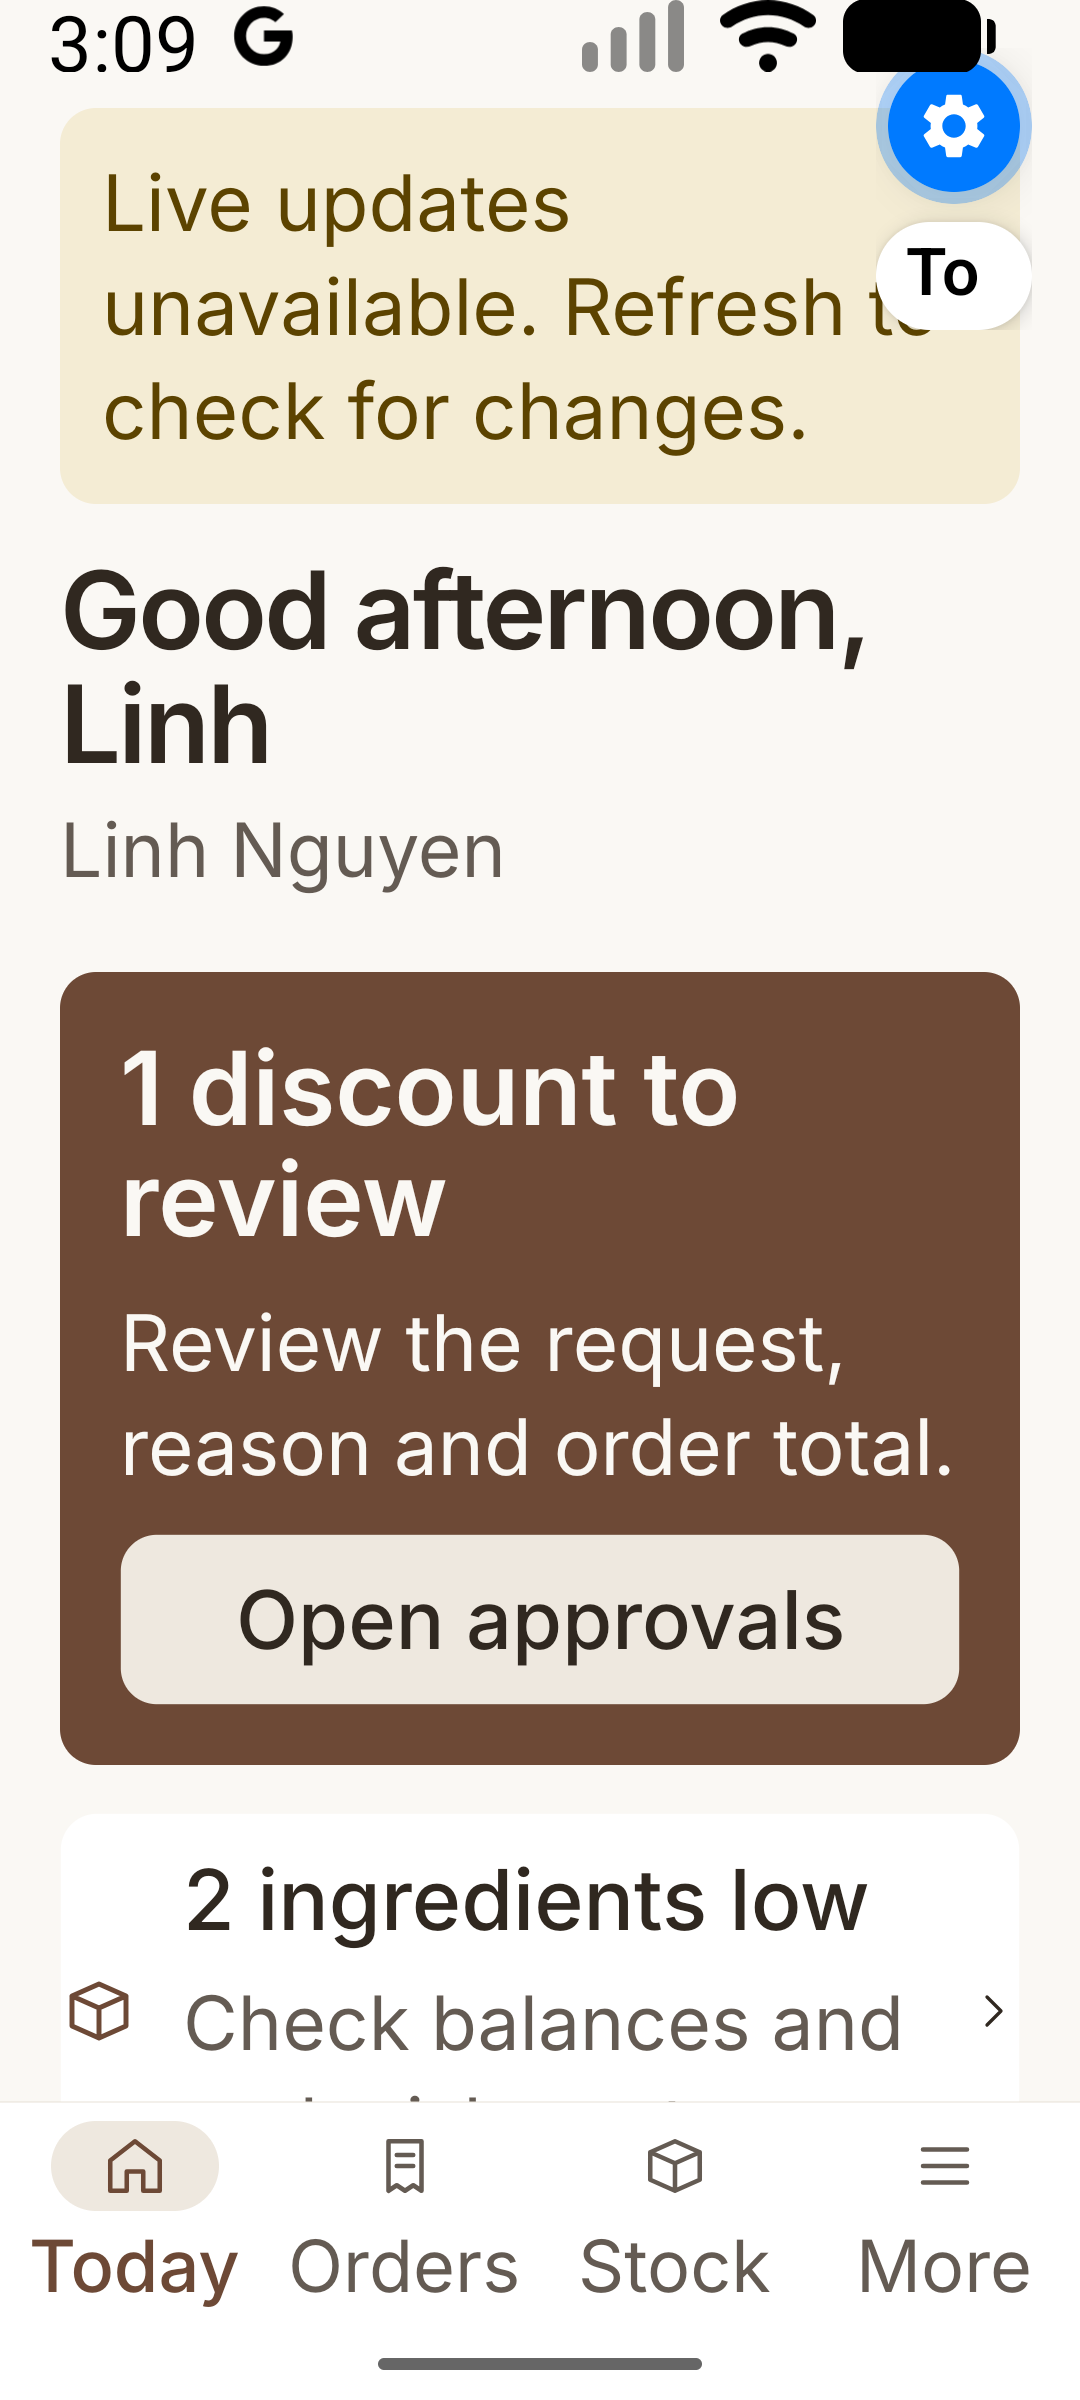 3:09
Live updates
unavailable. Refresh to
To
check for changes.
Good afternoon,
Linh
Linh Nguyen
1 discount to
review
Review the request,
reason and order total.
Open approvals
2 ingredients low
Check balances and
Today
Orders
Stock
More